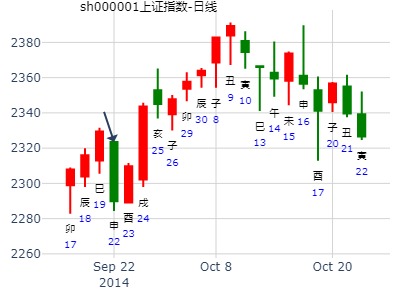 sh000001上证指数-日线
2380
2360
2340
2320
2300
2280
2260
卯
17
辰
18
巳
19
申
22
酉
23
戌
24
亥
25
子
26
卯
29
辰
30
子
8
丑
9
寅
10
巳
13
午
14
未
15
申
16
酉
17
子
20
丑
21
寅
22
Sep 22
2014
Oct 8
Oct 20